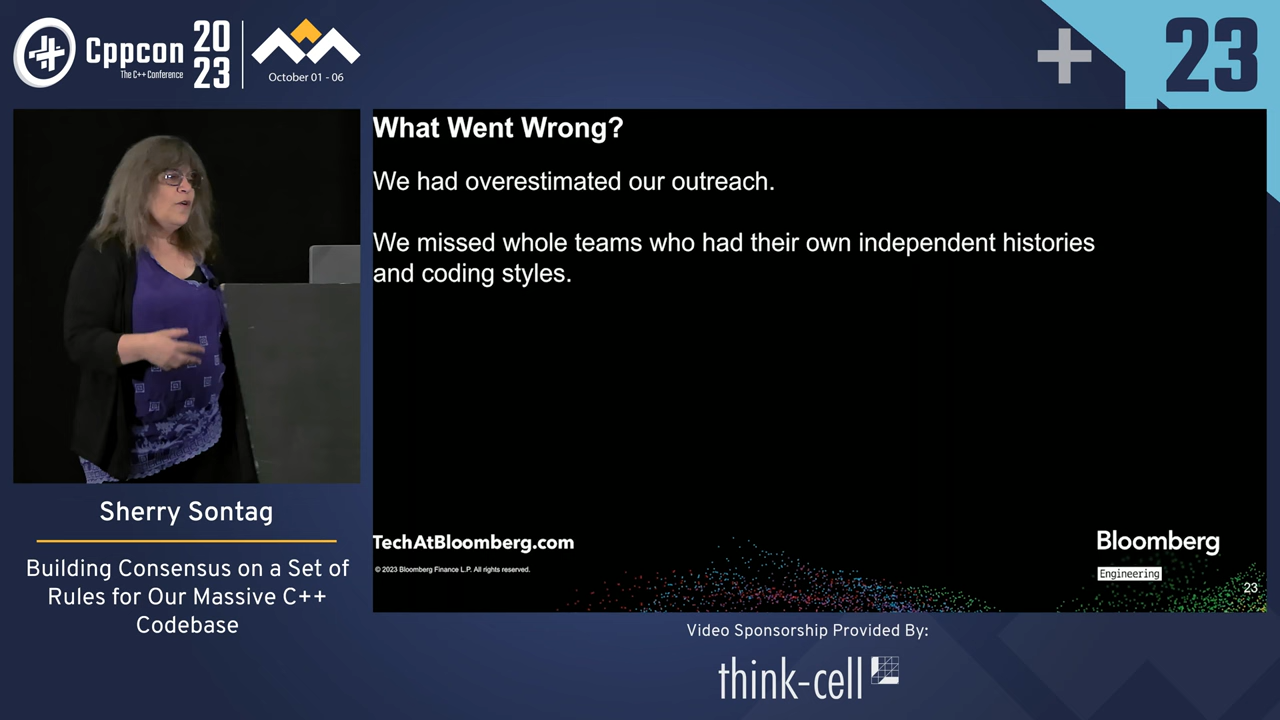 Cppcon
The C++ Conference
20
23
October 01 - 06
23
What Went Wrong?
We had overestimated our outreach.
We missed whole teams who had their own independent histories
and coding styles.
TechAtBloomberg.com
© 2023 Bloomberg Finance L.P. All rights reserved.
Bloomberg
Engineering
23
Sherry Sontag
Building Consensus on a Set of
Rules for Our Massive C++
Codebase
Video Sponsorship Provided By:
think-cell